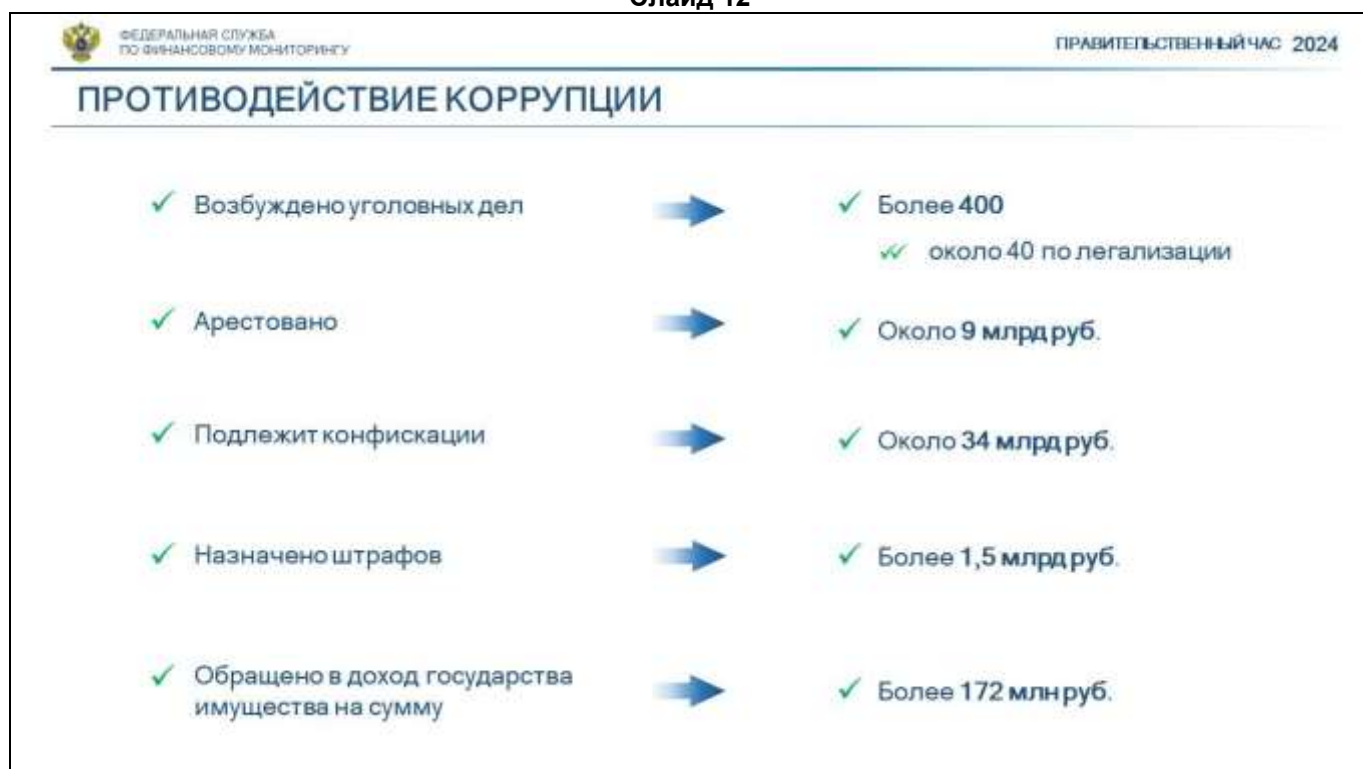 Слайд 12
ФЕДЕРАЛЬНАЯ СЛУЖБА
ПО ФИНАНСОВОМУ МОНИТОРИНГУ
ПРАВИТЕЛЬСТВЕННЫЙ ЧАС 2024
ПРОТИВОДЕЙСТВИЕ КОРРУПЦИИ
Возбуждено уголовных дел
Более 400
около 40 по легализации
Арестовано
Около 9 млрд руб.
Подлежит конфискации
Около 34 млрд руб.
Назначено штрафов
Более 1,5 млрд руб.
Обращено в доход государства
имущества на сумму
Более 172 млн руб.